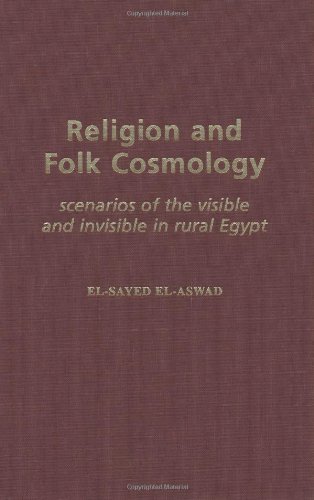 Religion and
Folk Cosmology
scenarios of the visible
and invisible in rural Egypt
EL-SAYED EL-ASWAD